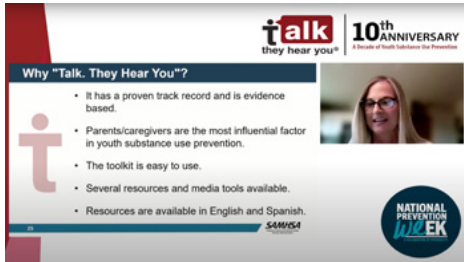 talk
they hear you®
10th
ANNIVERSARY
A Decade of Youth Substance Use Prevention
Why "Talk. They Hear You"?
• It has a proven track record and is evidence
based.
• Parents/caregivers are the most influential factor
in youth substance use prevention.
• The toolkit is easy to use.
• Several resources and media tools available.
• Resources are available in English and Spanish.
SAMHSA
NATIONAL
PREVENTION
WEEK